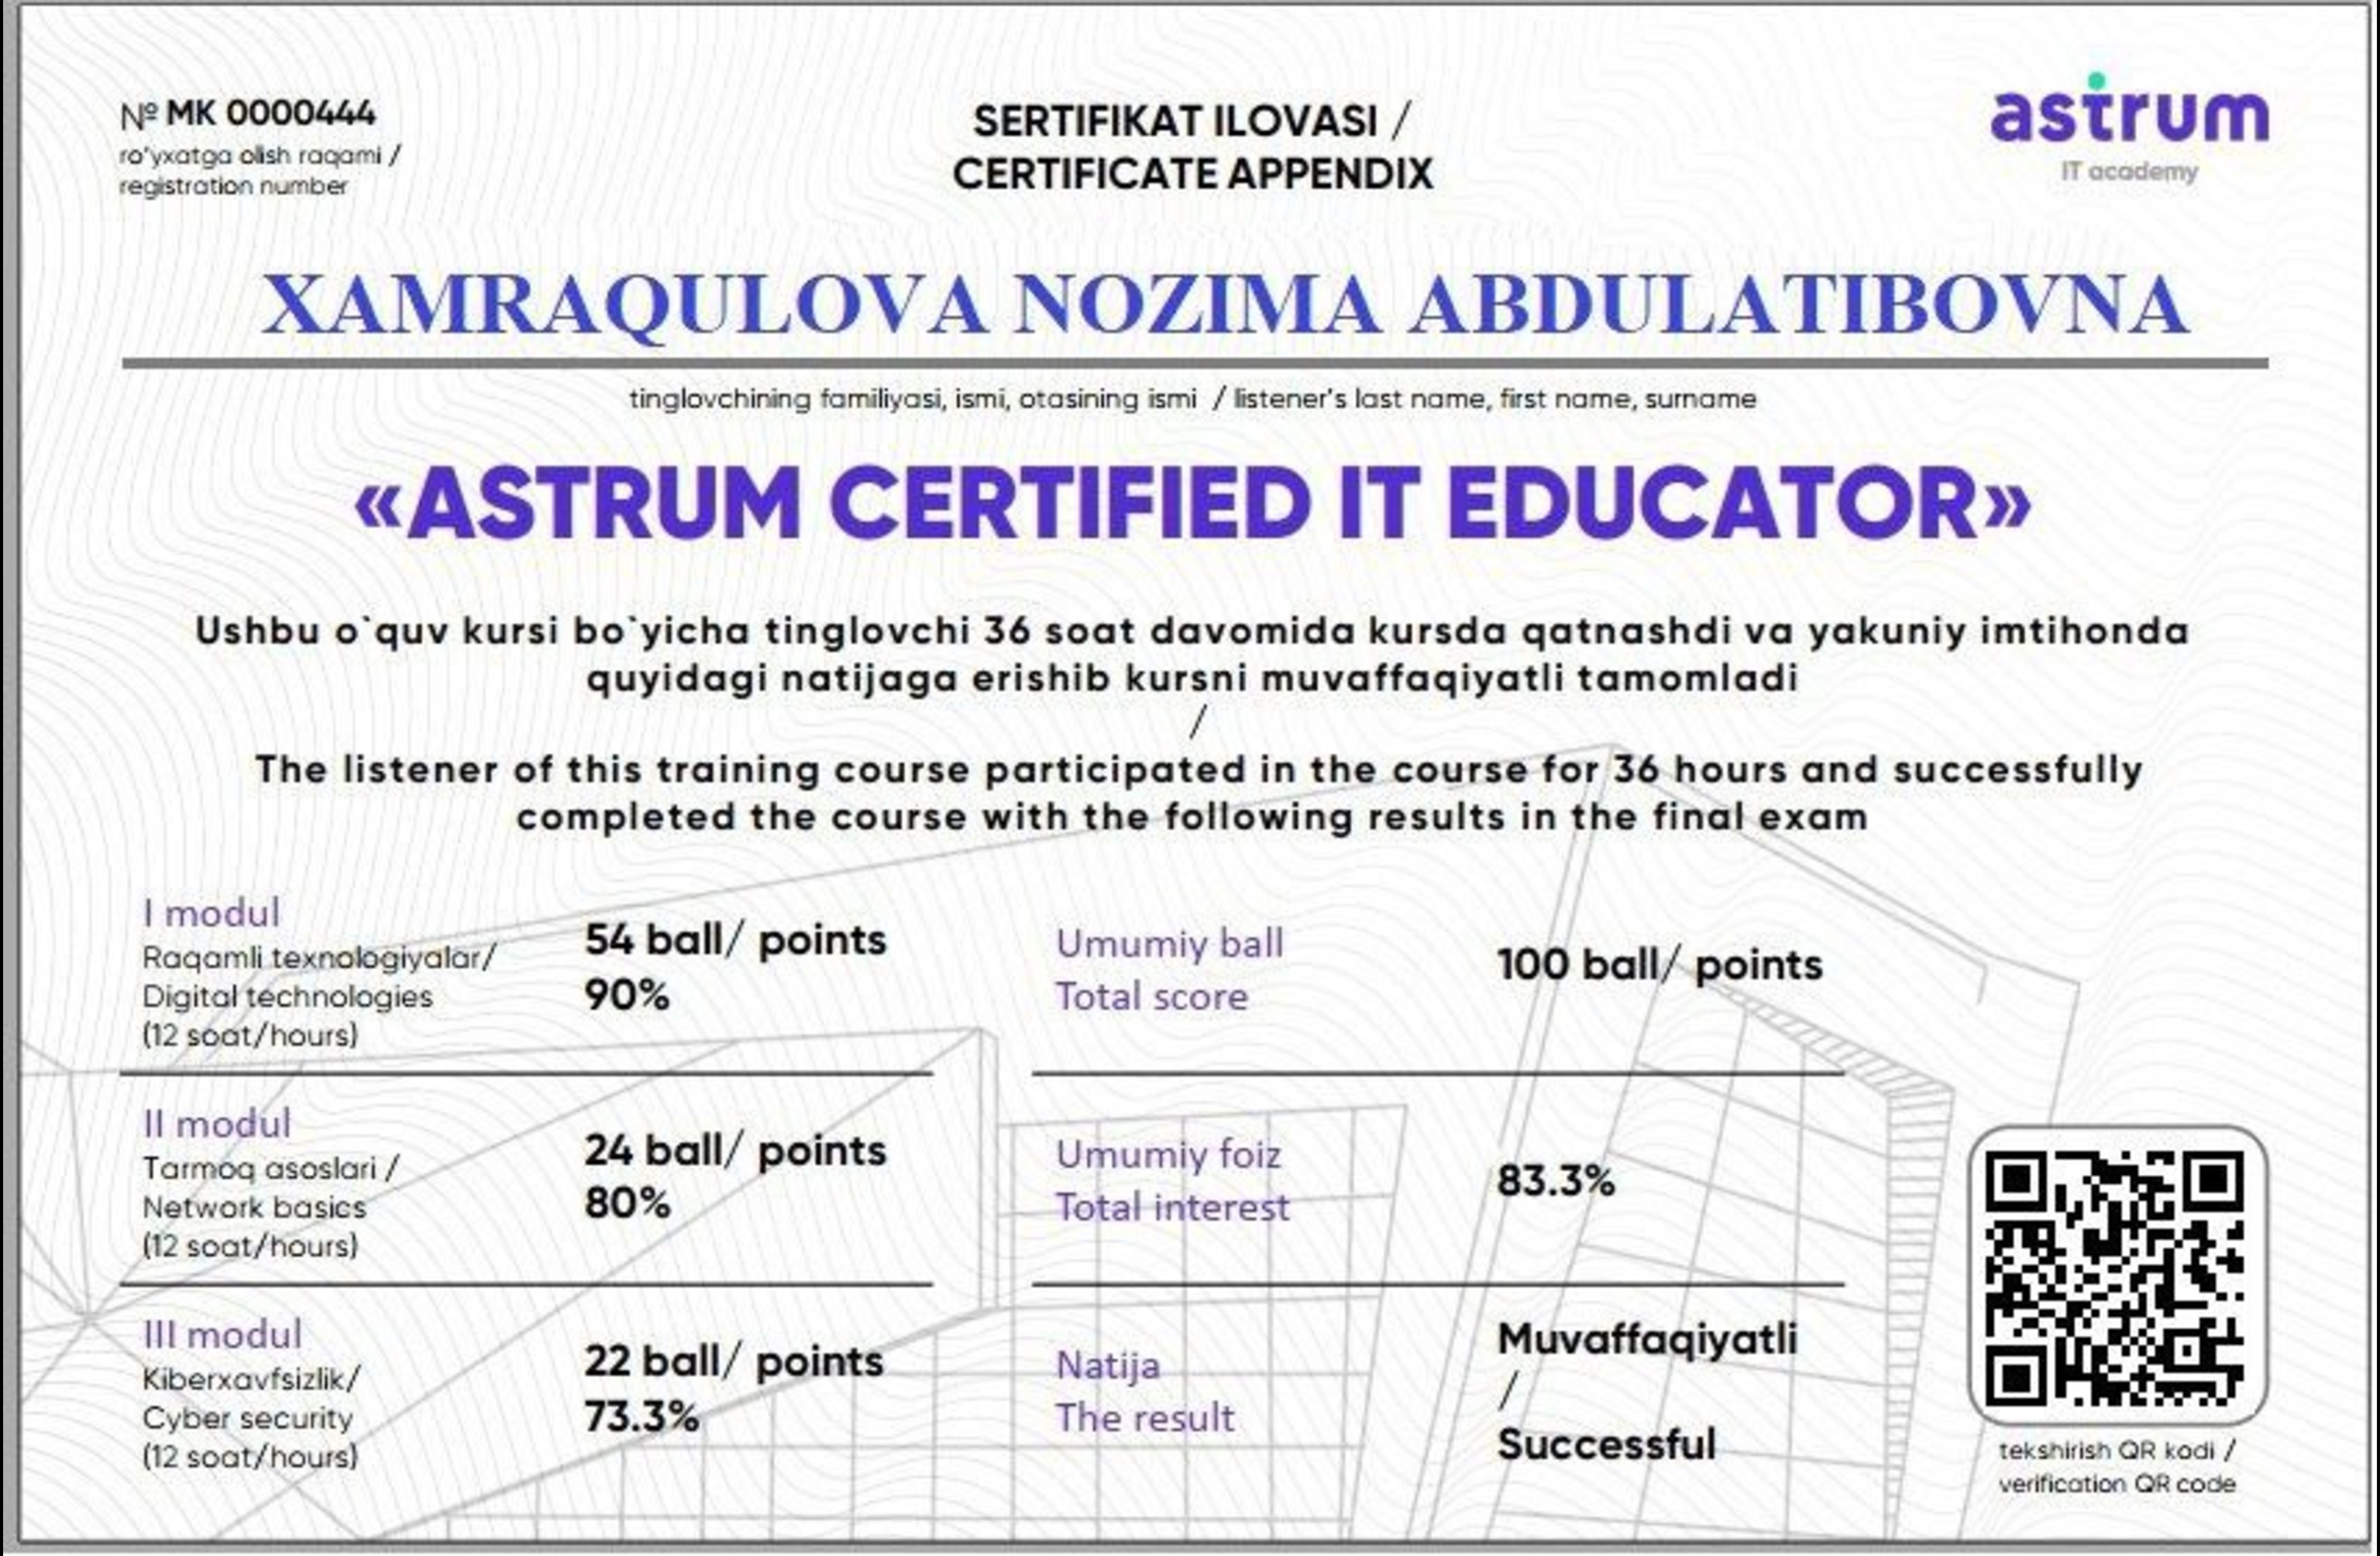 № MK 0000444
ro'yxatga olish raqami /
registration number
SERTIFIKAT ILOVASI /
CERTIFICATE APPENDIX
astrum
IT academy
XAMRAQULOVA NOZIMA ABDULATIBOVNA
tinglovchining familiyasi, ismi, otasining ismi / listener's last name, first name, surname
«ASTRUM CERTIFIED IT EDUCATOR»
Ushbu o`quv kursi bo`yicha tinglovchi 36 soat davomida kursda qatnashdi va yakuniy imtihonda
quyidagi natijaga erishib kursni muvaffaqiyatli tamomladi
/
The listener of this training course participated in the course for 36 hours and successfully
completed the course with the following results in the final exam
I modul
Raqamli texnologiyalar/
Digital technologies
(12 soat/hours)
54 ball/ points
90%
Umumiy ball
Total score
100 ball/ points
II modul
Tarmoq asoslari /
Network basics
(12 soat/hours)
24 ball/ points
80%
Umumiy foiz
Total interest
83.3%
III modul
Kiberxavfsizlik/
Cyber security
(12 soat/hours)
22 ball/ points
73.3%
Natija
The result
Muvaffaqiyatli
/
Successful
tekshirish QR kodi /
verification QR code